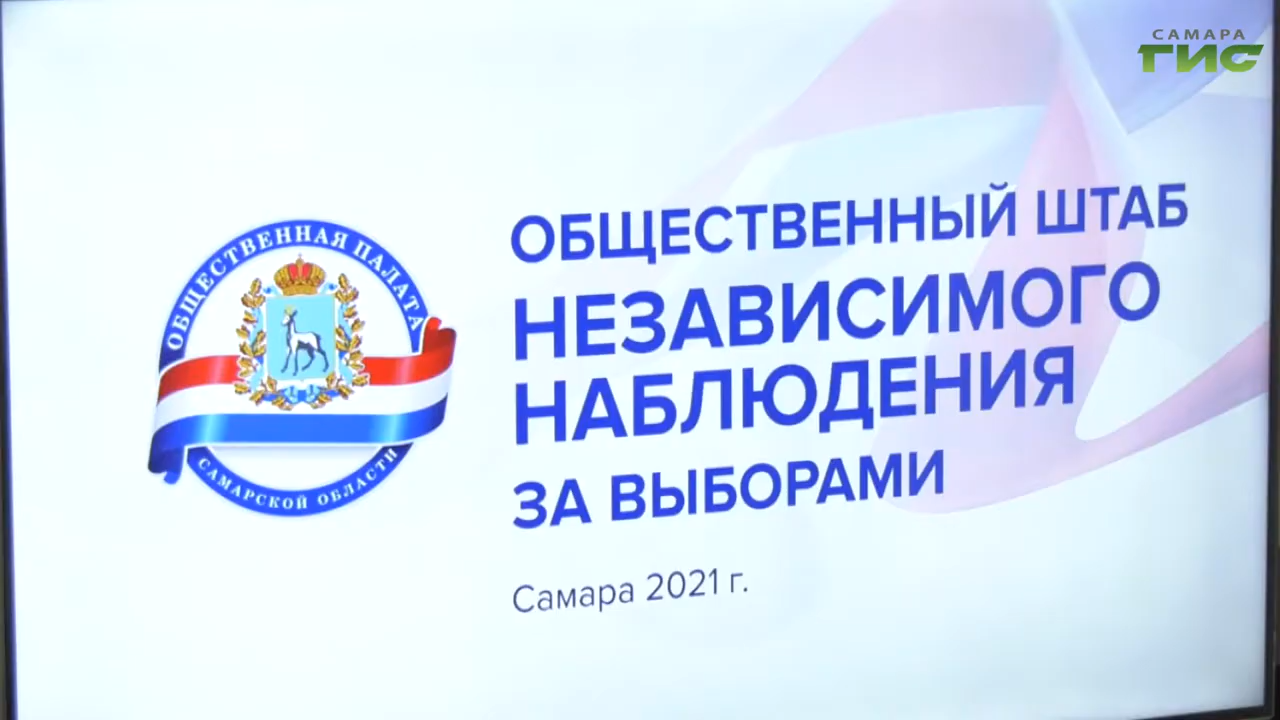 САМАРА
ГИС
ОБЩЕСТВЕННАЯ ПАЛАТА
САМАРСКОЙ ОБЛАСТИ
ОБЩЕСТВЕННЫЙ ШТАБ
НЕЗАВИСИМОГО
НАБЛЮДЕНИЯ
ЗА ВЫБОРАМИ
Самара 2021 г.